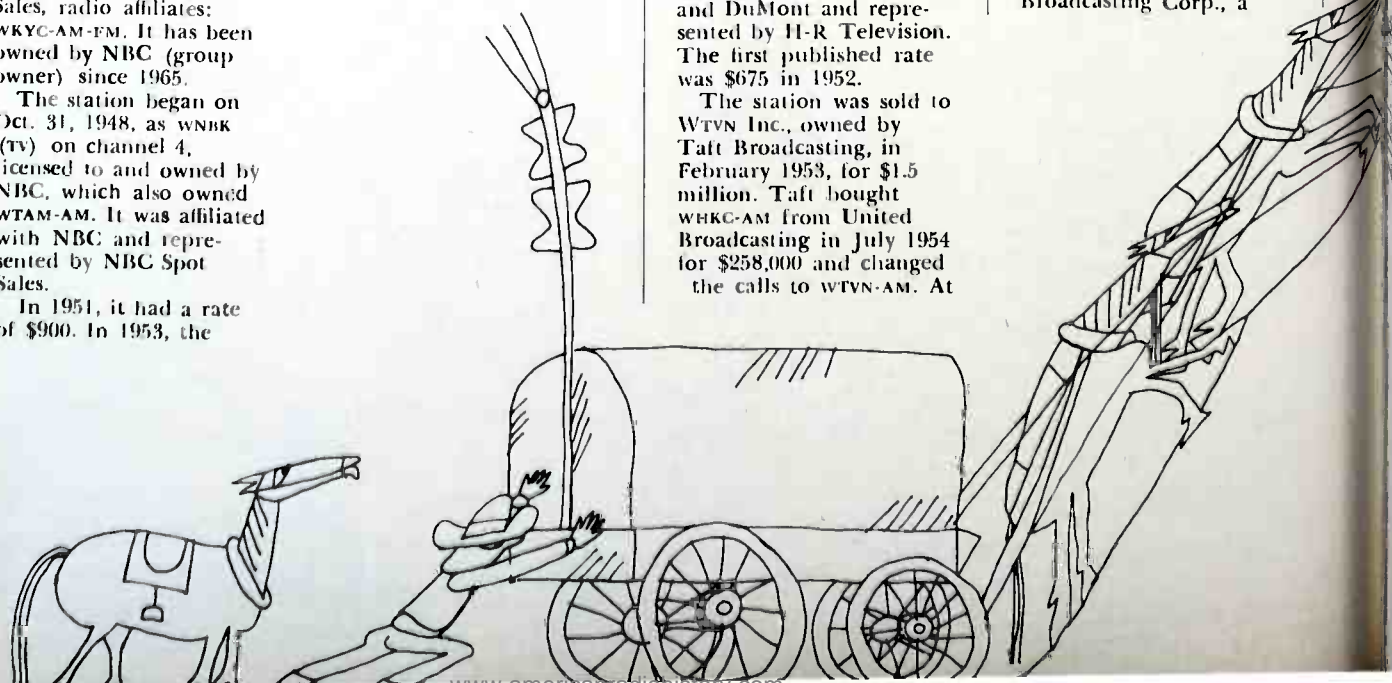 Sales, radio affiliates:
WKYC-AM-FM. It has been
owned by NBC (group
owner) since 1965.
The station began on
Oct. 31, 1948, as WNBK
(TV) on channel 4,
licensed to and owned by
NBC, which also owned
WTAM-AM. It was affiliated
with NBC and repre-
sented by NBC Spot
Sales.
In 1951, it had a rate
of $900. In 1953, the
and DuMont and repre-
sented by H-R Television.
The first published rate
was $675 in 1952.
The station was sold to
WTVN Inc., owned by
Taft Broadcasting, in
February 1953, for $1.5
million. Taft bought
WHKC-AM from United
Broadcasting in July 1954
for $258,000 and changed
the calls to WTVN-AM. At
Broadcasting Corp., a